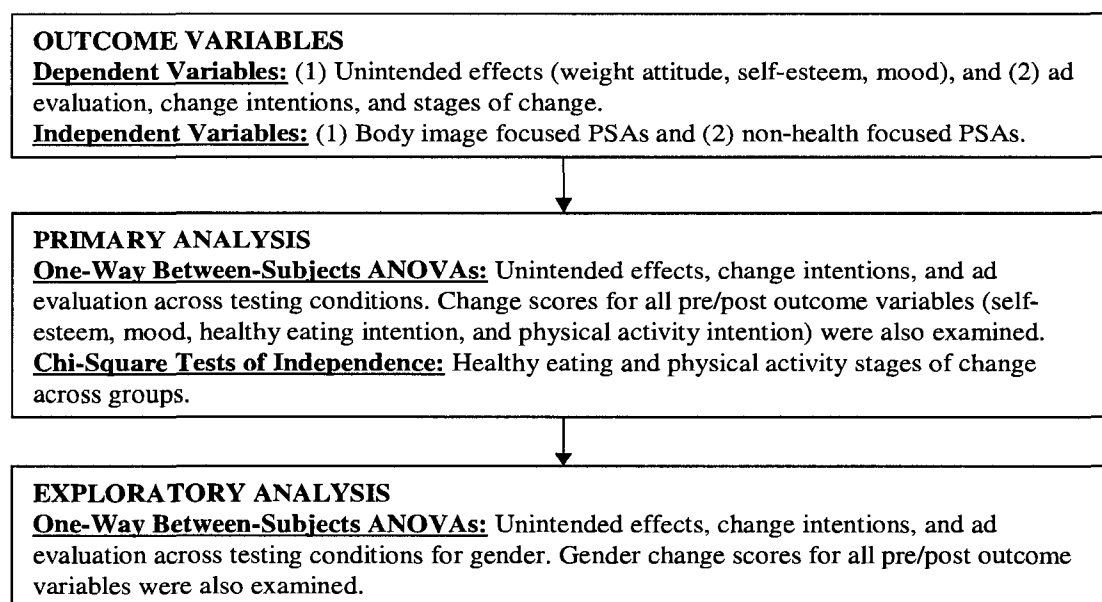 OUTCOME VARIABLES
Dependent Variables: (1) Unintended effects (weight attitude, self-esteem, mood), and (2) ad
evaluation, change intentions, and stages of change.
Independent Variables: (1) Body image focused PSAs and (2) non-health focused PSAs.
PRIMARY ANALYSIS
One-Way Between-Subjects ANOVAs: Unintended effects, change intentions, and ad
evaluation across testing conditions. Change scores for all pre/post outcome variables (self-
esteem, mood, healthy eating intention, and physical activity intention) were also examined.
Chi-Square Tests of Independence: Healthy eating and physical activity stages of change
across groups.
EXPLORATORY ANALYSIS
One-Way Between-Subjects ANOVAs: Unintended effects, change intentions, and ad
evaluation across testing conditions for gender. Gender change scores for all pre/post outcome
variables were also examined.